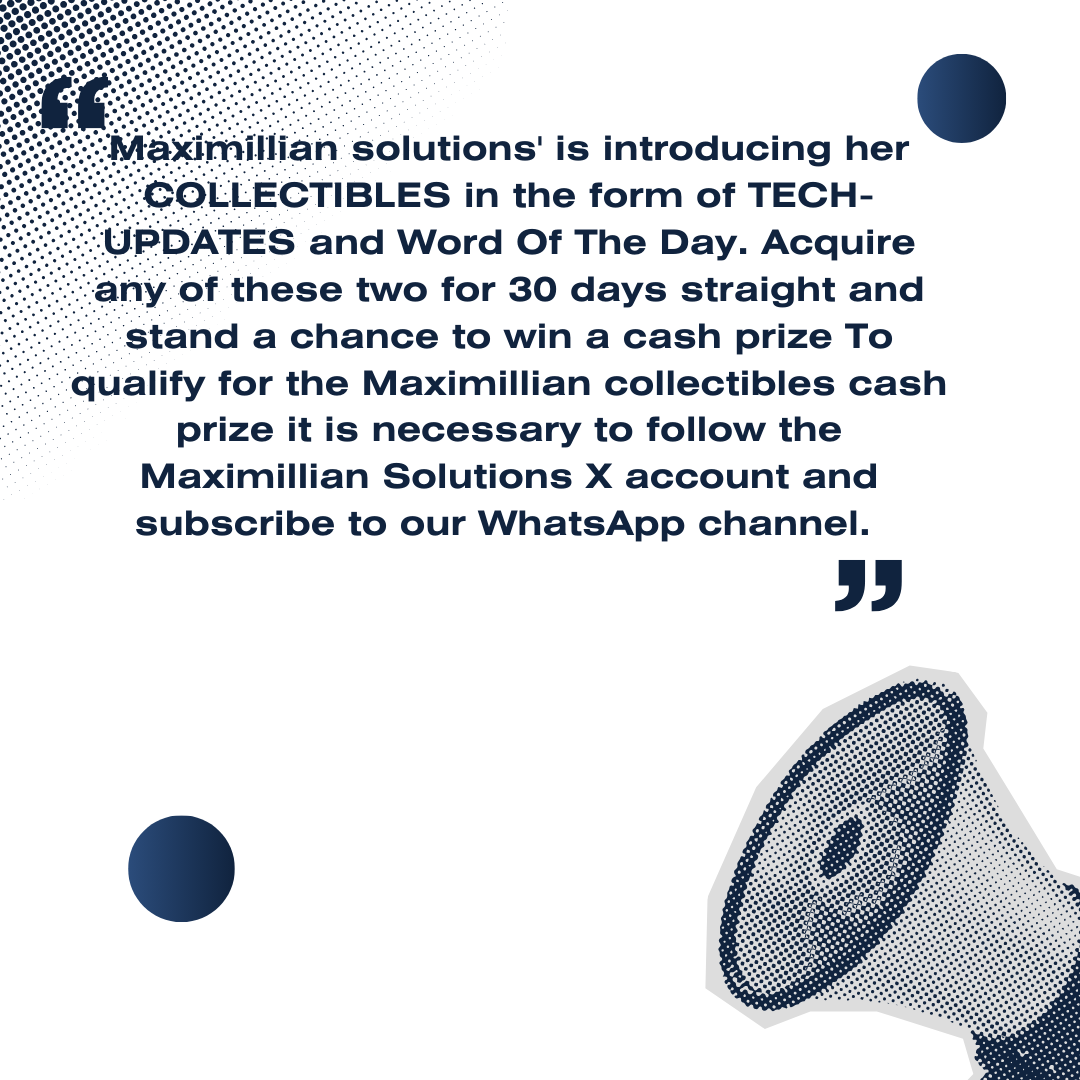 “
Maximillian solutions' is introducing her
COLLECTIBLES in the form of TECH-
UPDATES and Word Of The Day. Acquire
any of these two for 30 days straight and
stand a chance to win a cash prize To
qualify for the Maximillian collectibles cash
prize it is necessary to follow the
Maximillian Solutions X account and
subscribe to our WhatsApp channel.
”